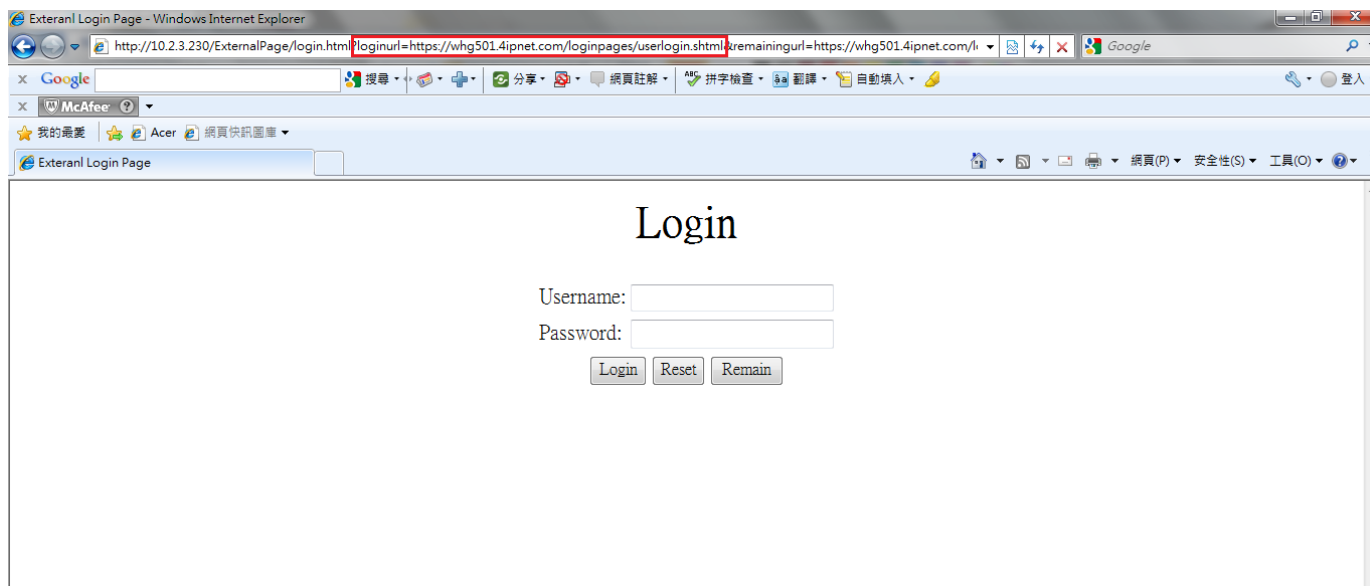 Exteranl Login Page - Windows Internet Explorer
http://10.2.3.230/ExternalPage/login.html?loginurl=https://whg501.4ipnet.com/loginpages/userlogin.shtml&remainingurl=https://whg501.4ipnet.com/l Google
x Google 搜尋 分享 網頁註解 ABC 拼字檢查 aa 翻譯 自動填入 登入
x McAfee
我的最愛 Acer 網頁快訊圖庫
Exteranl Login Page 網頁(P) 安全性(S) 工具(O)
Login
Username:
Password:
Login Reset Remain